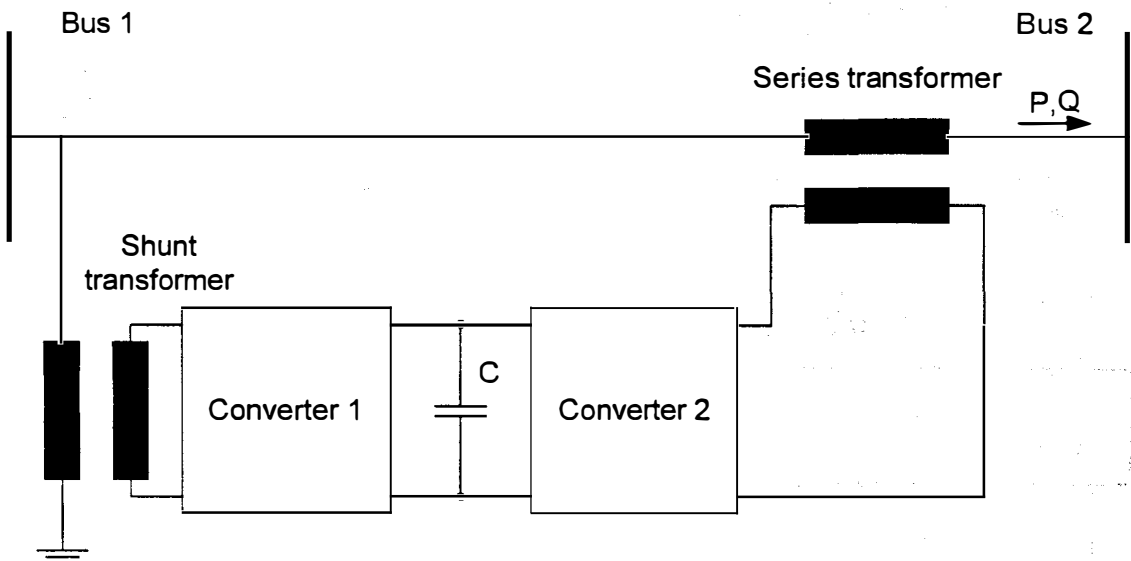 Bus 1
Bus 2
Series transformer
P,Q
Shunt
transformer
C
Converter 1
Converter 2